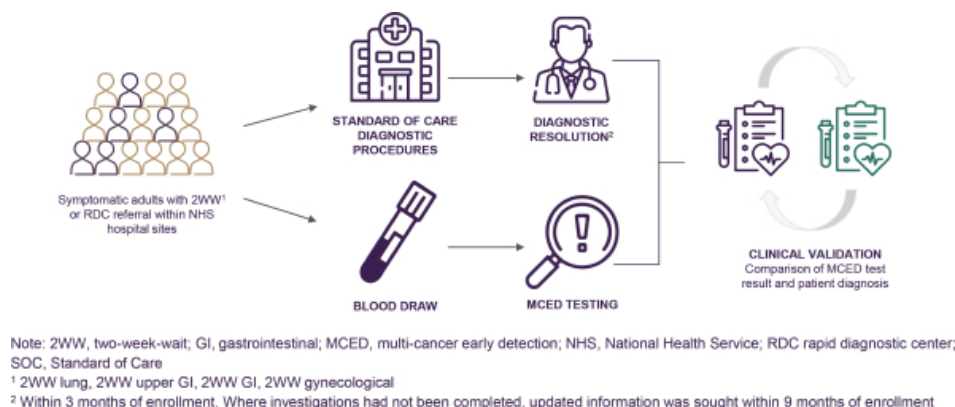 Symptomatic adults with 2WW¹
or RDC referral within NHS
hospital sites
STANDARD OF CARE
DIAGNOSTIC
PROCEDURES
DIAGNOSTIC
RESOLUTION²
BLOOD DRAW
MCED TESTING
CLINICAL VALIDATION
Comparison of MCED test
result and patient diagnosis
Note: 2WW, two-week-wait; GI, gastrointestinal; MCED, multi-cancer early detection; NHS, National Health Service; RDC rapid diagnostic center;
SOC, Standard of Care
¹ 2WW lung, 2WW upper GI, 2WW GI, 2WW gynecological
² Within 3 months of enrollment. Where investigations had not been completed, updated information was sought within 9 months of enrollment